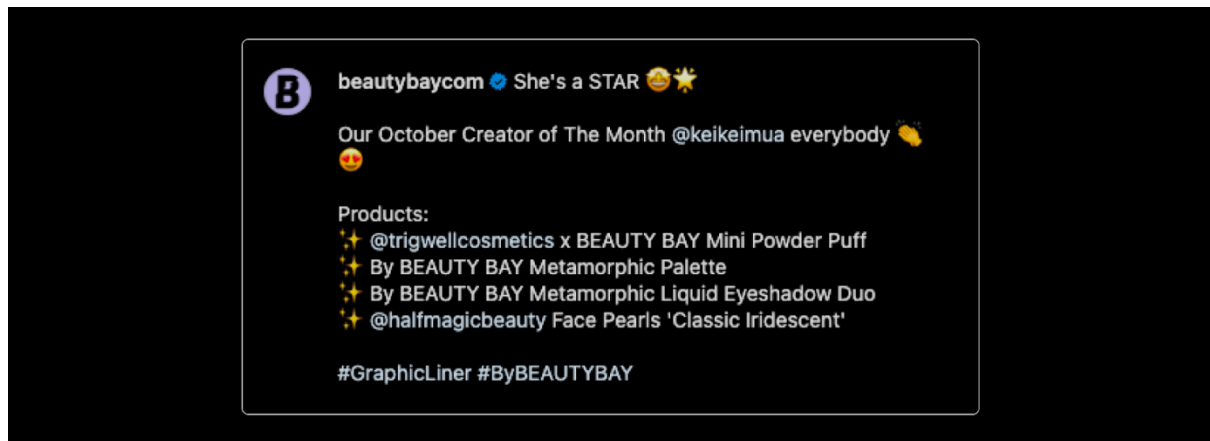 B
beautybaycom She's a STAR 🤩🌟
Our October Creator of The Month @keikeimua everybody 👏
😍
Products:
✨ @trigwellcosmetics x BEAUTY BAY Mini Powder Puff
✨ By BEAUTY BAY Metamorphic Palette
✨ By BEAUTY BAY Metamorphic Liquid Eyeshadow Duo
✨ @halfmagicbeauty Face Pearls 'Classic Iridescent'
#GraphicLiner #ByBEAUTYBAY